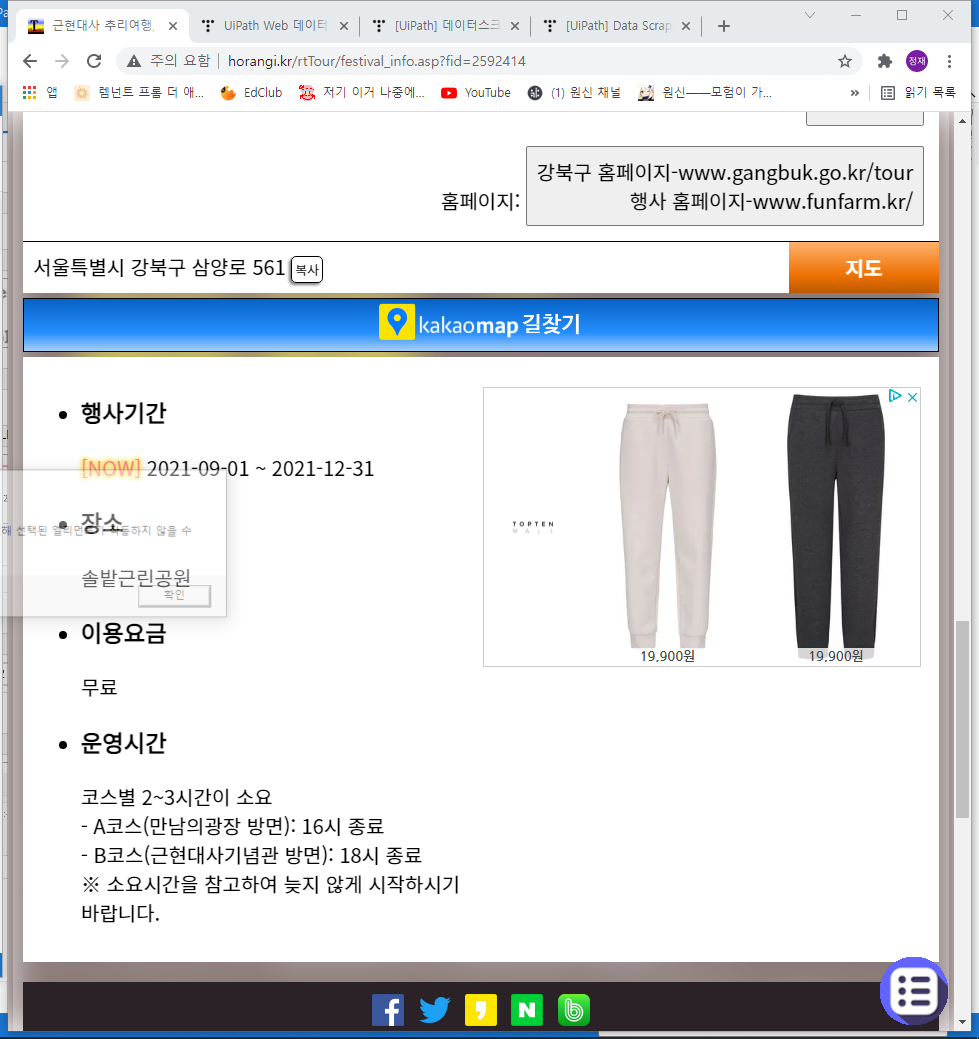 근현대사 추리여행,
UiPath Web 데이터
[UiPath] 데이터스크
[UiPath] Data Scrap
주의 요함
horangi.kr/rtTour/festival_info.asp?fid=2592414
정재
앱
렘넌트 프롬 더 애...
EdClub
저기 이거 나중에...
YouTube
(1) 원신 채널
원신——모험이 가...
»
읽기 목록
홈페이지:
강북구 홈페이지-www.gangbuk.go.kr/tour
행사 홈페이지-www.funfarm.kr/
서울특별시 강북구 삼양로 561
복사
지도
kakaomap 길찾기
• 행사기간
[NOW] 2021-09-01 ~ 2021-12-31
• 장소
해 선택된 엘리먼트가 작동하지 않을 수
솔밭근린공원
확인
• 이용요금
무료
• 운영시간
코스별 2~3시간이 소요
- A코스(만남의광장 방면): 16시 종료
- B코스(근현대사기념관 방면): 18시 종료
※ 소요시간을 참고하여 늦지 않게 시작하시기
바랍니다.
TOPTEN
MALL
19,900원
19,900원